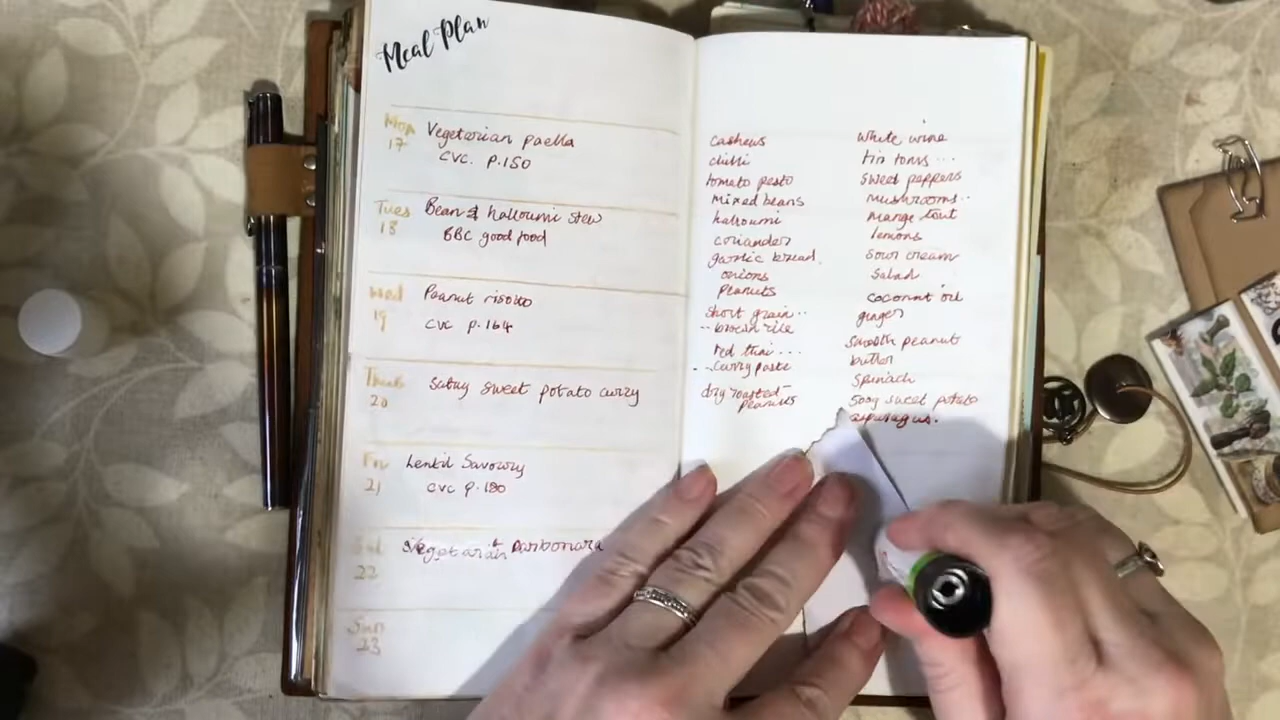 Meal Plan
Mon
17
Vegetarian paella
CVC. P.150
Tues
18
Bean & halloumi stew
BBC good food
Wed
19
Peanut risotto
CVC P.164
Thurs
20
Satay sweet potato curry
Fri
21
Lentil Savoury
CVC P.180
Sat
22
Vegetarian Carbonara
Sun
23
cashews
chilli
tomato pesto
mixed beans
halloumi
coriander
garlic bread.
onions
peanuts
short grain..
..brown rice
red thai...
..curry paste
dry roasted
peanuts
white wine
tin toms...
sweet peppers
mushrooms..
mange tout
lemons
sour cream
salad
coconut oil
ginger
smooth peanut
butter
spinach
500g sweet potato
asparagus.